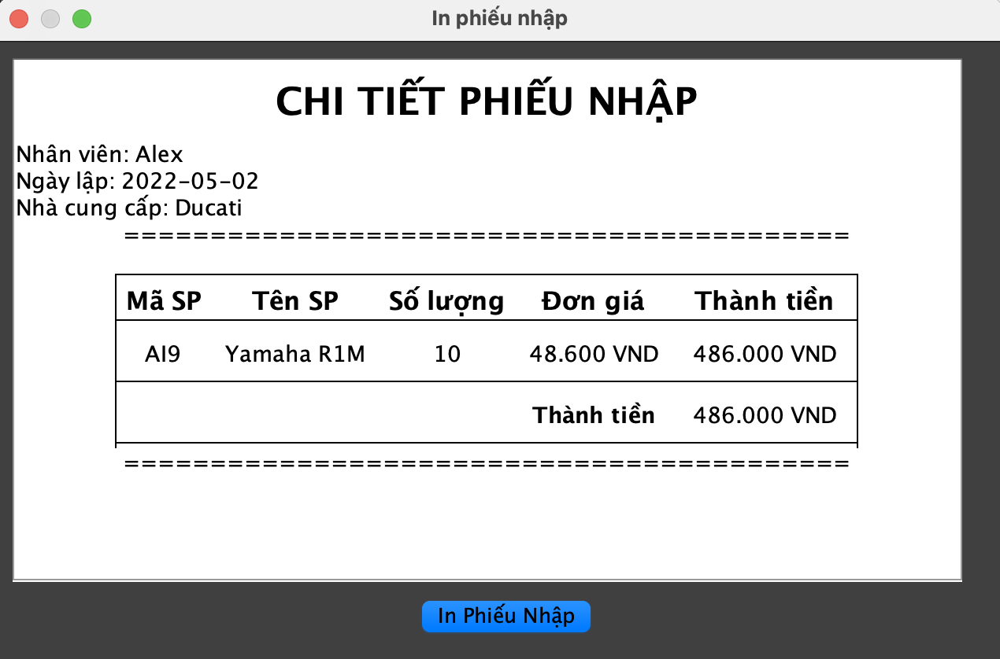 In phiếu nhập
CHI TIẾT PHIẾU NHẬP
Nhân viên: Alex
Ngày lập: 2022-05-02
Nhà cung cấp: Ducati
==========================================
Mã SP Tên SP Số lượng Đơn giá Thành tiền
AI9 Yamaha R1M 10 48.600 VND 486.000 VND
Thành tiền 486.000 VND
==========================================
In Phiếu Nhập